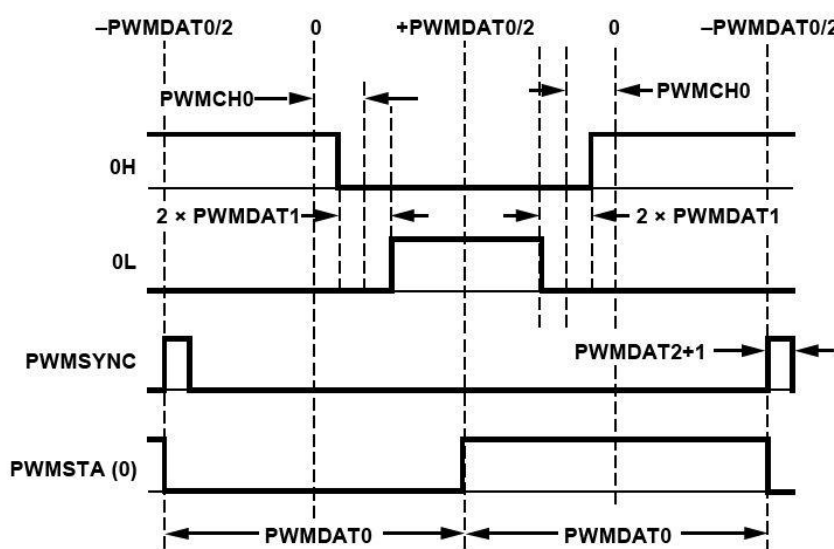 –PWMDAT0/2 0 +PWMDAT0/2 0 –PWMDAT0/2
PWMCH0 PWMCH0
0H
2 × PWMDAT1 2 × PWMDAT1
0L
PWMSYNC PWMDAT2+1
PWMSTA (0)
PWMDAT0 PWMDAT0